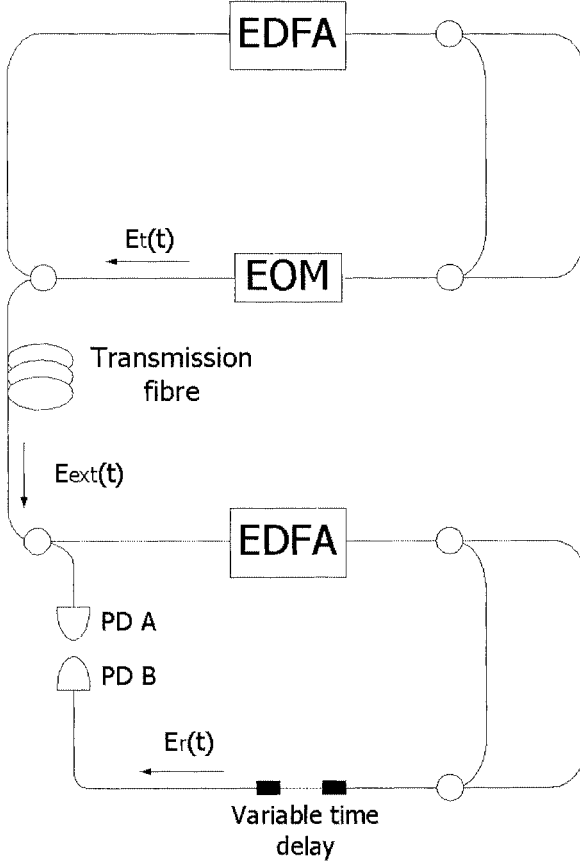 EDFA
Et(t)
EOM
Transmission
fibre
Eext(t)
EDFA
PD A
PD B
Er(t)
Variable time
delay